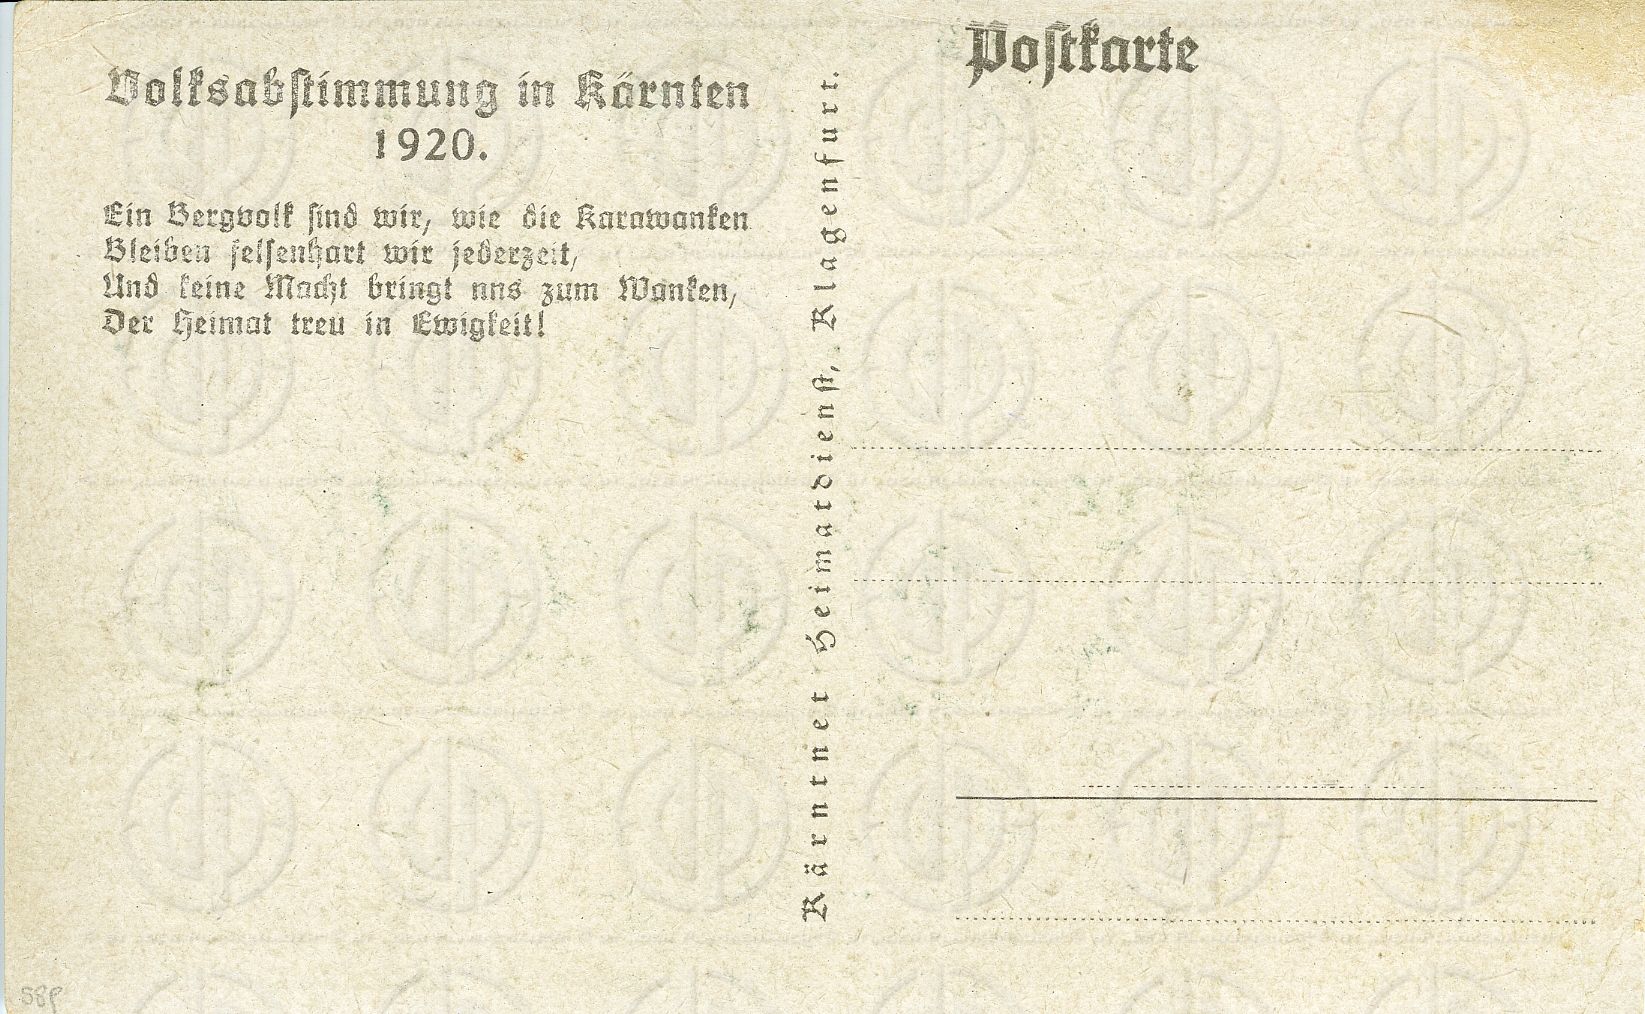 Volksabstimmung in Kärnten
1920.
Ein Bergvolk sind wir, wie die Karawanken
Bleiben felsenhart wir jederzeit,
Und keine Macht bringt nns zum Wanken,
Der Heimat treu in Ewigkeit!
Kärntner Heimatdienst, Klagenfurt.
Postkarte